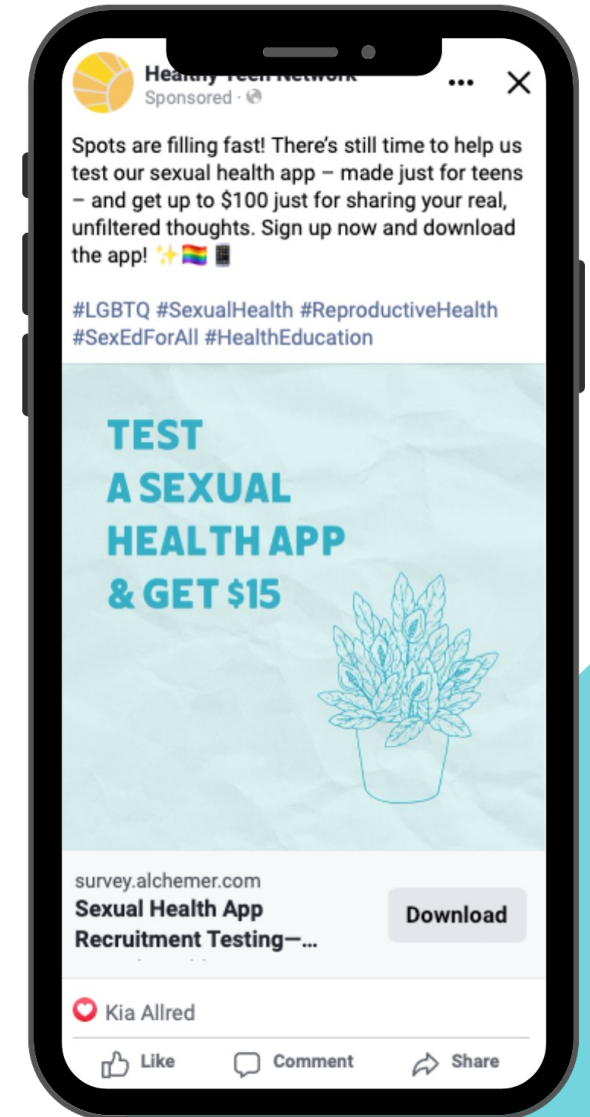 Healthy Teen Network
Sponsored ·
Spots are filling fast! There's still time to help us
test our sexual health app – made just for teens
– and get up to $100 just for sharing your real,
unfiltered thoughts. Sign up now and download
the app! ✨🏳️‍🌈📱
#LGBTQ #SexualHealth #ReproductiveHealth
#SexEdForAll #HealthEducation
TEST
A SEXUAL
HEALTH APP
& GET $15
survey.alchemer.com
Sexual Health App
Recruitment Testing—...
Download
Kia Allred
Like
Comment
Share